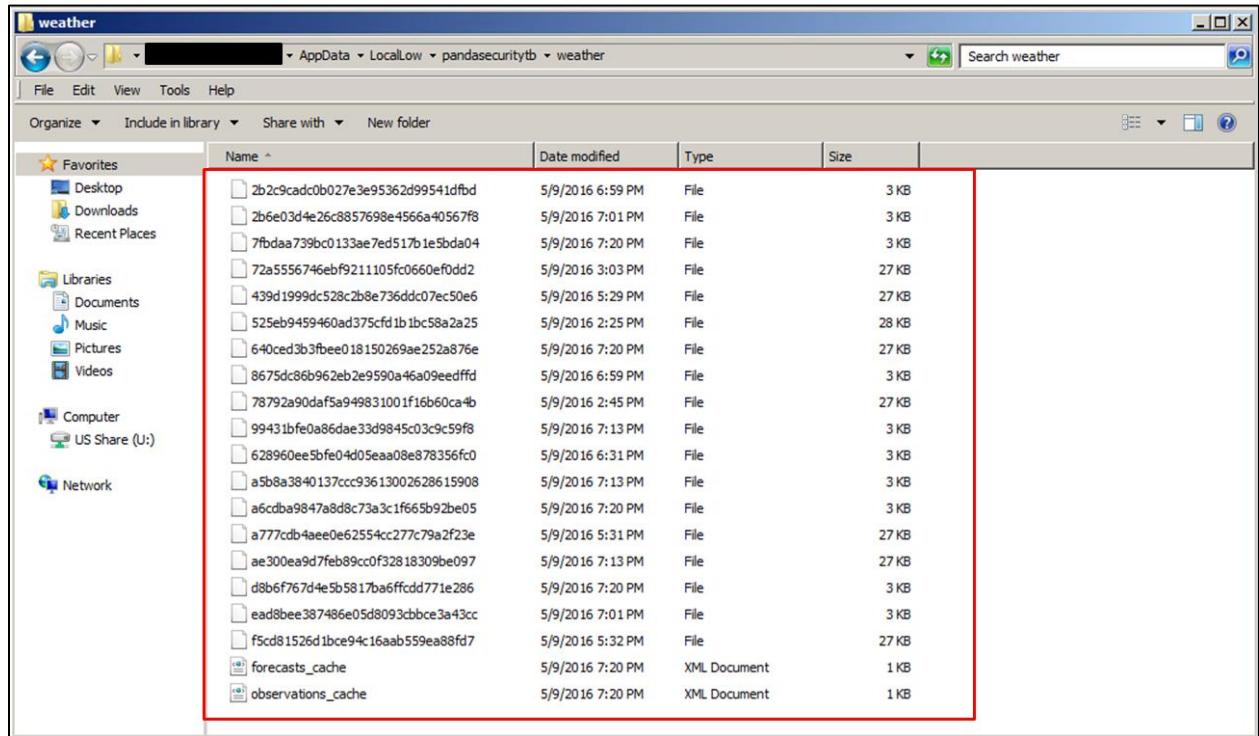 weather
AppData LocalLow pandasecuritytb weather Search weather
File Edit View Tools Help
Organize Include in library Share with New folder
Favorites
Desktop
Downloads
Recent Places
Libraries
Documents
Music
Pictures
Videos
Computer
US Share (U:)
Network
Name Date modified Type Size
2b2c9cadc0b027e3e95362d99541dfbd 5/9/2016 6:59 PM File 3 KB
2b6e03d4e26c8857698e4566a40567f8 5/9/2016 7:01 PM File 3 KB
7fbdaa739bc0133ae7ed517b1e5bda04 5/9/2016 7:20 PM File 3 KB
72a5556746ebf9211105fc0660ef0dd2 5/9/2016 3:03 PM File 27 KB
439d1999dc528c2b8e736ddc07ec50e6 5/9/2016 5:29 PM File 27 KB
525eb9459460ad375cfd1b1bc58a2a25 5/9/2016 2:25 PM File 28 KB
640ced3b3fbee018150269ae252a876e 5/9/2016 7:20 PM File 27 KB
8675dc86b962eb2e9590a46a09eedffd 5/9/2016 6:59 PM File 3 KB
78792a90daf5a949831001f16b60ca4b 5/9/2016 2:45 PM File 27 KB
99431bfe0a86dae33d9845c03c9c59f8 5/9/2016 7:13 PM File 3 KB
628960ee5bfe04d05eaa08e878356fc0 5/9/2016 6:31 PM File 3 KB
a5b8a3840137ccc93613002628615908 5/9/2016 7:13 PM File 3 KB
a6cdba9847a8d8c73a3c1f665b92be05 5/9/2016 7:20 PM File 3 KB
a777cdb4aee0e62554cc277c79a2f23e 5/9/2016 5:31 PM File 27 KB
ae300ea9d7feb89cc0f32818309be097 5/9/2016 7:13 PM File 27 KB
d8b6f767d4e5b5817ba6ffcdd771e286 5/9/2016 7:20 PM File 3 KB
ead8bee387486e05d8093cbbce3a43cc 5/9/2016 7:01 PM File 3 KB
f5cd81526d1bce94c16aab559ea88fd7 5/9/2016 5:32 PM File 27 KB
forecasts_cache 5/9/2016 7:20 PM XML Document 1 KB
observations_cache 5/9/2016 7:20 PM XML Document 1 KB